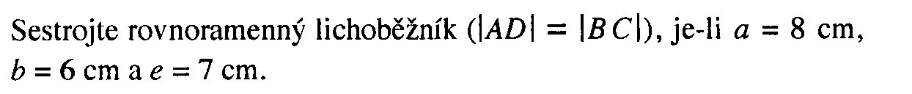 Sestrojte rovnoramenný lichoběžník (|AD| = |BC|), je-li a = 8 cm,
b = 6 cm a e = 7 cm.